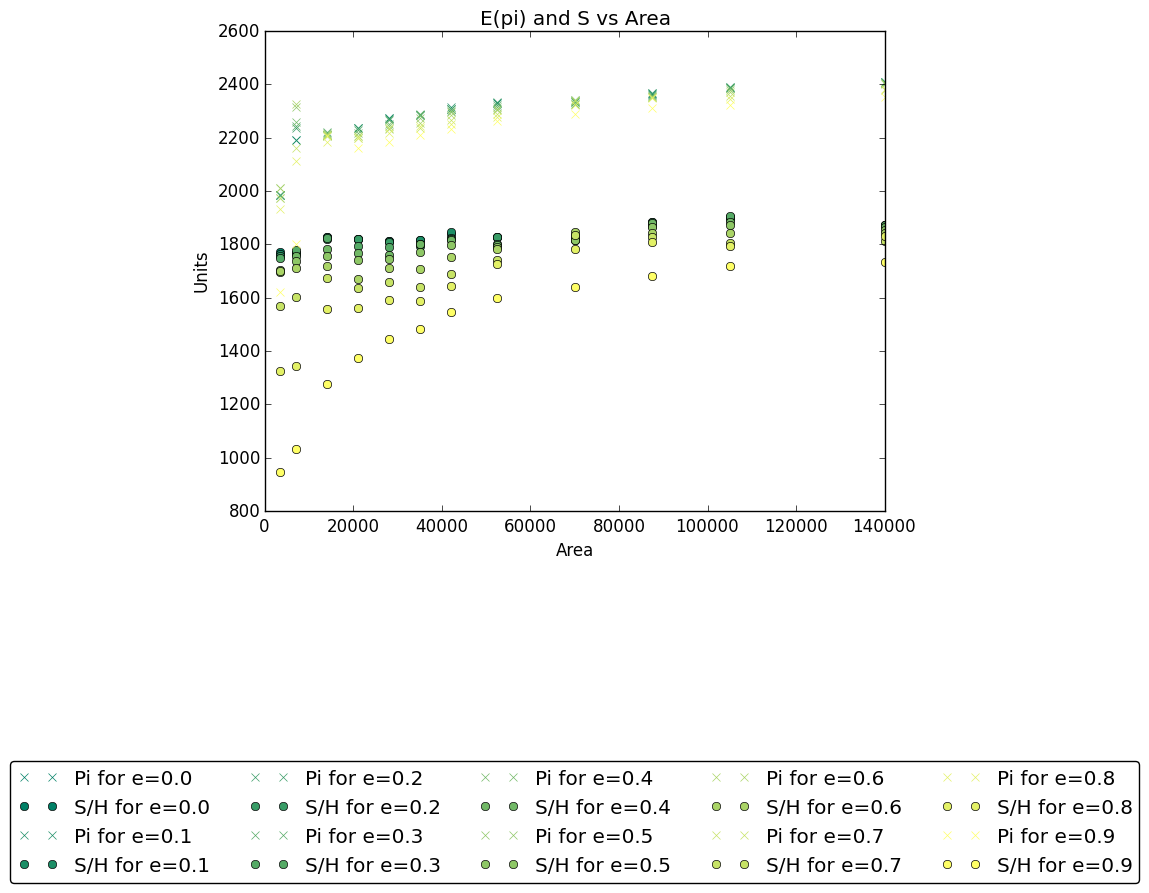 E(pi) and S vs Area
2600
2400
2200
2000
1800
1600
1400
1200
1000
800
Units
0 20000 40000 60000 80000 100000 120000 140000
Area
Pi for e=0.0 Pi for e=0.2 Pi for e=0.4 Pi for e=0.6 Pi for e=0.8
S/H for e=0.0 S/H for e=0.2 S/H for e=0.4 S/H for e=0.6 S/H for e=0.8
Pi for e=0.1 Pi for e=0.3 Pi for e=0.5 Pi for e=0.7 Pi for e=0.9
S/H for e=0.1 S/H for e=0.3 S/H for e=0.5 S/H for e=0.7 S/H for e=0.9